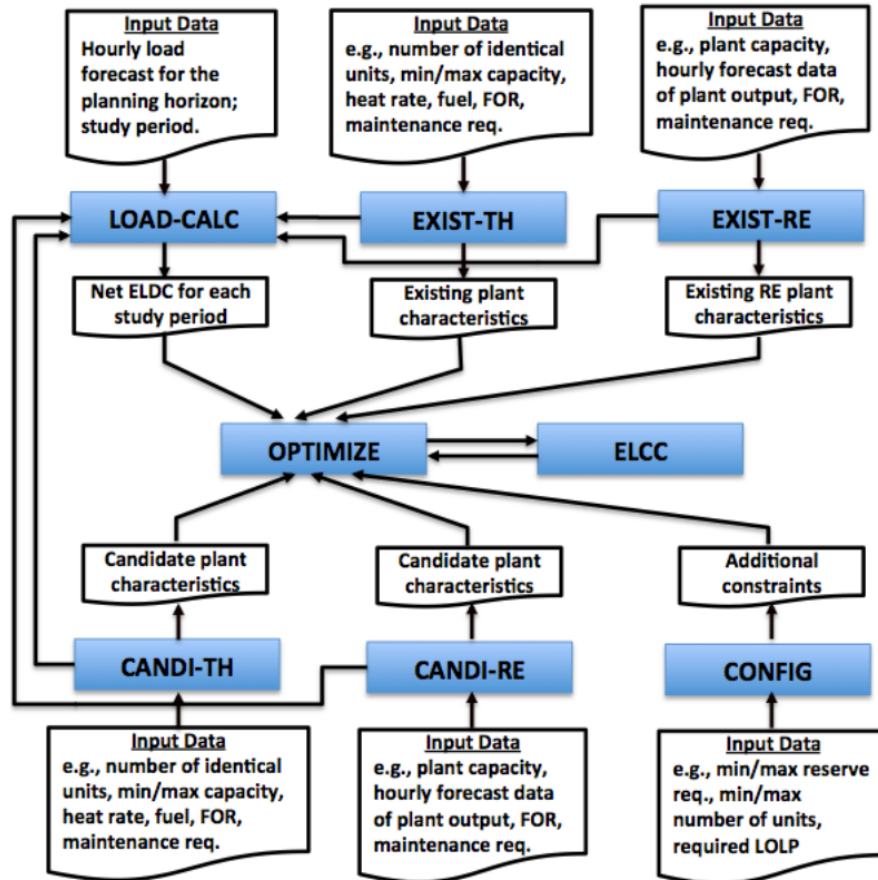 Input Data
Hourly load
forecast for the
planning horizon;
study period.
Input Data
e.g., number of identical
units, min/max capacity,
heat rate, fuel, FOR,
maintenance req.
Input Data
e.g., plant capacity,
hourly forecast data
of plant output, FOR,
maintenance req.
LOAD-CALC
EXIST-TH
EXIST-RE
Net ELDC for each
study period
Existing plant
characteristics
Existing RE plant
characteristics
OPTIMIZE
ELCC
Candidate plant
characteristics
Candidate plant
characteristics
Additional
constraints
CANDI-TH
CANDI-RE
CONFIG
Input Data
e.g., number of identical
units, min/max capacity,
heat rate, fuel, FOR,
maintenance req.
Input Data
e.g., plant capacity,
hourly forecast data
of plant output, FOR,
maintenance req.
Input Data
e.g., min/max reserve
req., min/max
number of units,
required LOLP